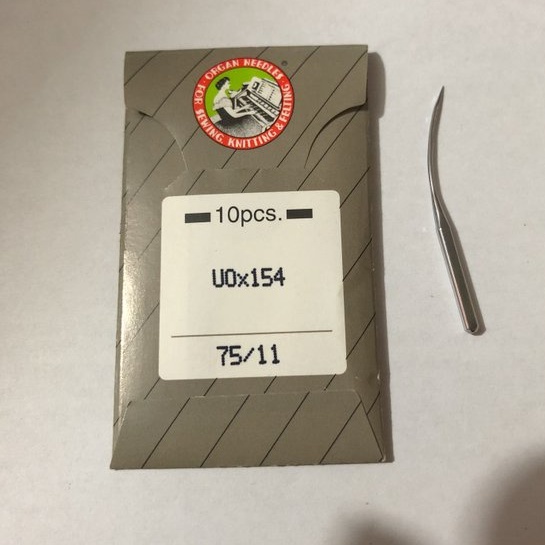 ORGAN NEEDLES
FOR SEWING, KNITTING & FELTING
10pcs.
UOx154
75/11